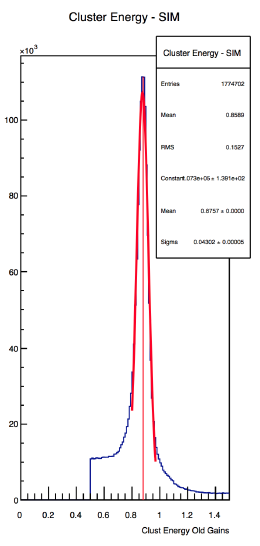 Cluster Energy - SIM
×10³
Cluster Energy - SIM
Entries 1774702
Mean 0.8589
RMS 0.1527
Constant 1.073e+05 ± 1.391e+02
Mean 0.8757 ± 0.0000
Sigma 0.04302 ± 0.00005
100
80
60
40
20
0
0 0.2 0.4 0.6 0.8 1 1.2 1.4
Clust Energy Old Gains